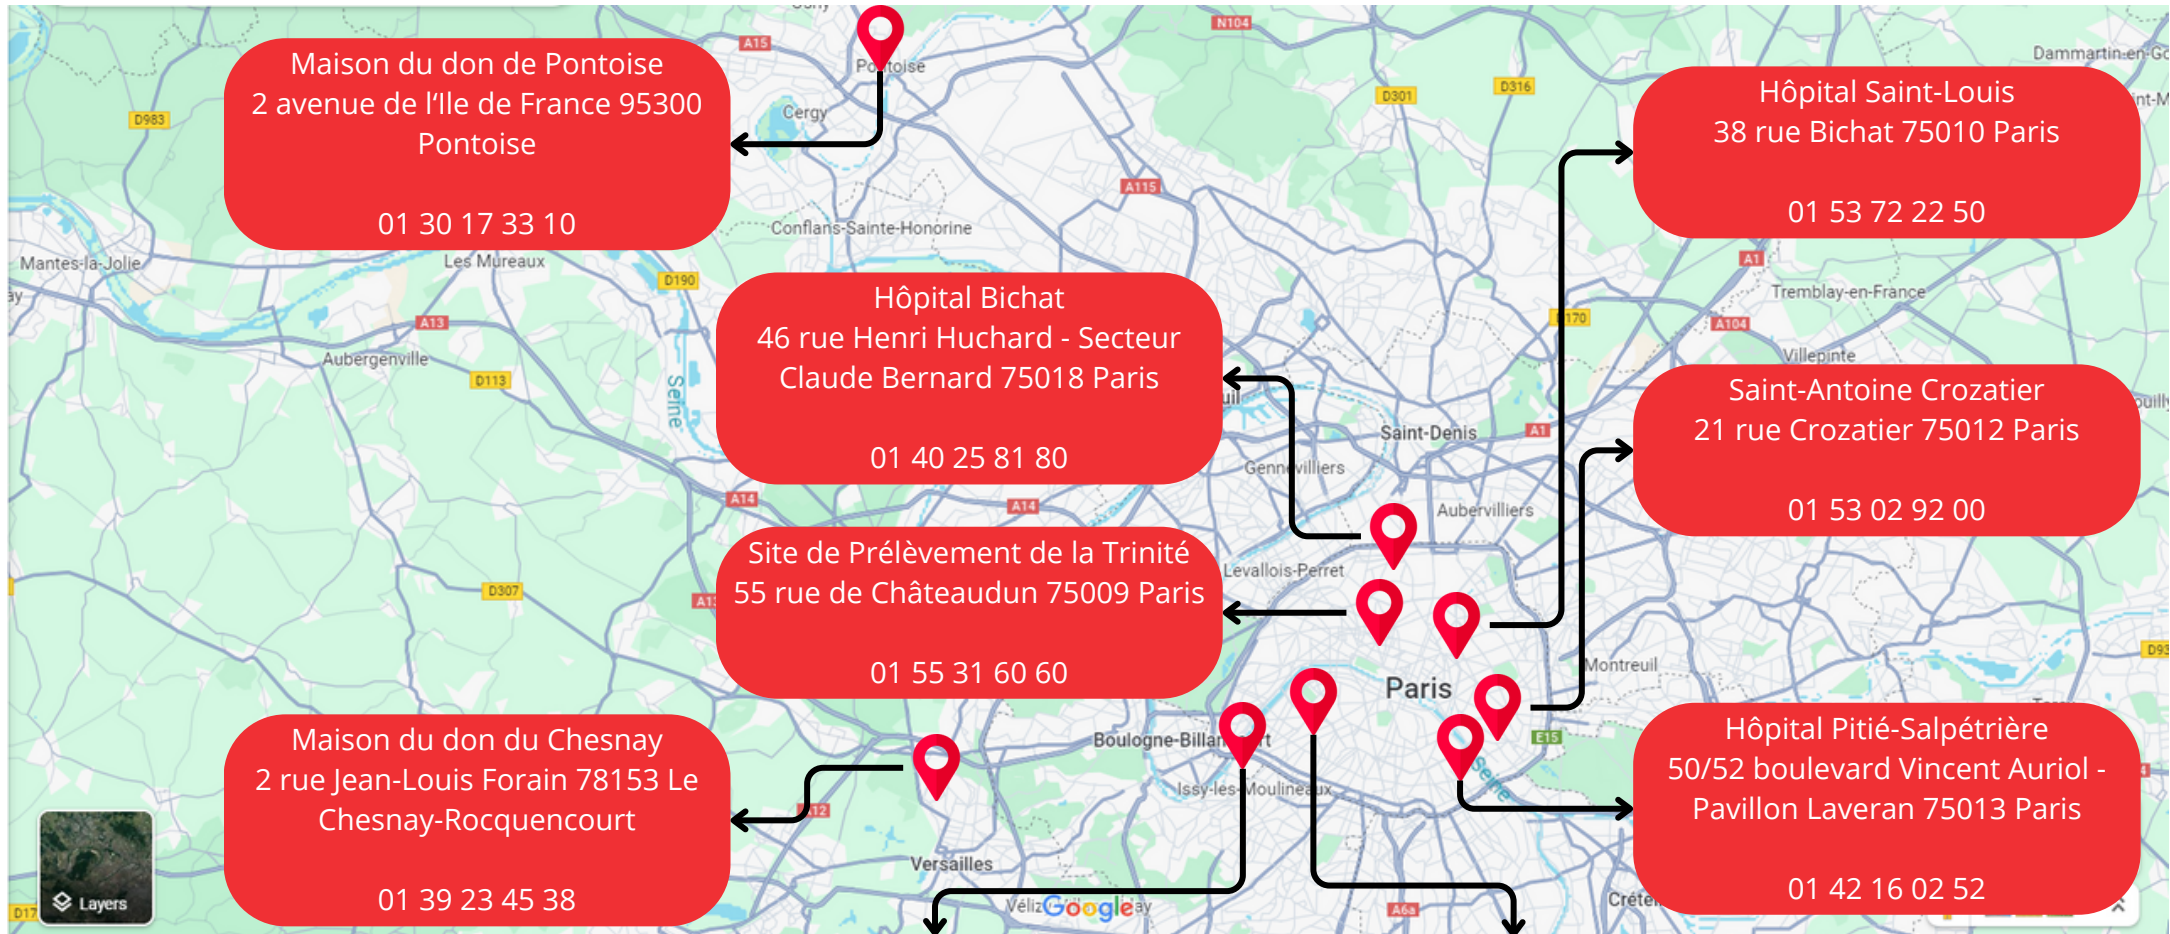 Maison du don de Pontoise
2 avenue de l'Ile de France 95300
Pontoise
01 30 17 33 10
Hôpital Saint-Louis
38 rue Bichat 75010 Paris
01 53 72 22 50
Hôpital Bichat
46 rue Henri Huchard - Secteur
Claude Bernard 75018 Paris
01 40 25 81 80
Saint-Antoine Crozatier
21 rue Crozatier 75012 Paris
01 53 02 92 00
Site de Prélèvement de la Trinité
55 rue de Châteaudun 75009 Paris
01 55 31 60 60
Maison du don du Chesnay
2 rue Jean-Louis Forain 78153 Le
Chesnay-Rocquencourt
01 39 23 45 38
Hôpital Pitié-Salpétrière
50/52 boulevard Vincent Auriol -
Pavillon Laveran 75013 Paris
01 42 16 02 52
A15
N104
Pontoise
Dammartin-en-Go
D983
Cergy
D301
D316
A115
Conflans-Sainte-Honorine
Mantes-la-Jolie
Les Mureaux
D190
A1
Tremblay-en-France
A13
D170
A104
Aubergenville
Villepinte
D113
Seine
Saint-Denis
A1
Gennevilliers
A14
A14
Aubervilliers
Levallois-Perret
D307
Montreuil
Paris
Boulogne-Billancourt
E15
Issy-les-Moulineaux
Seine
Versailles
Layers
Google
A6a